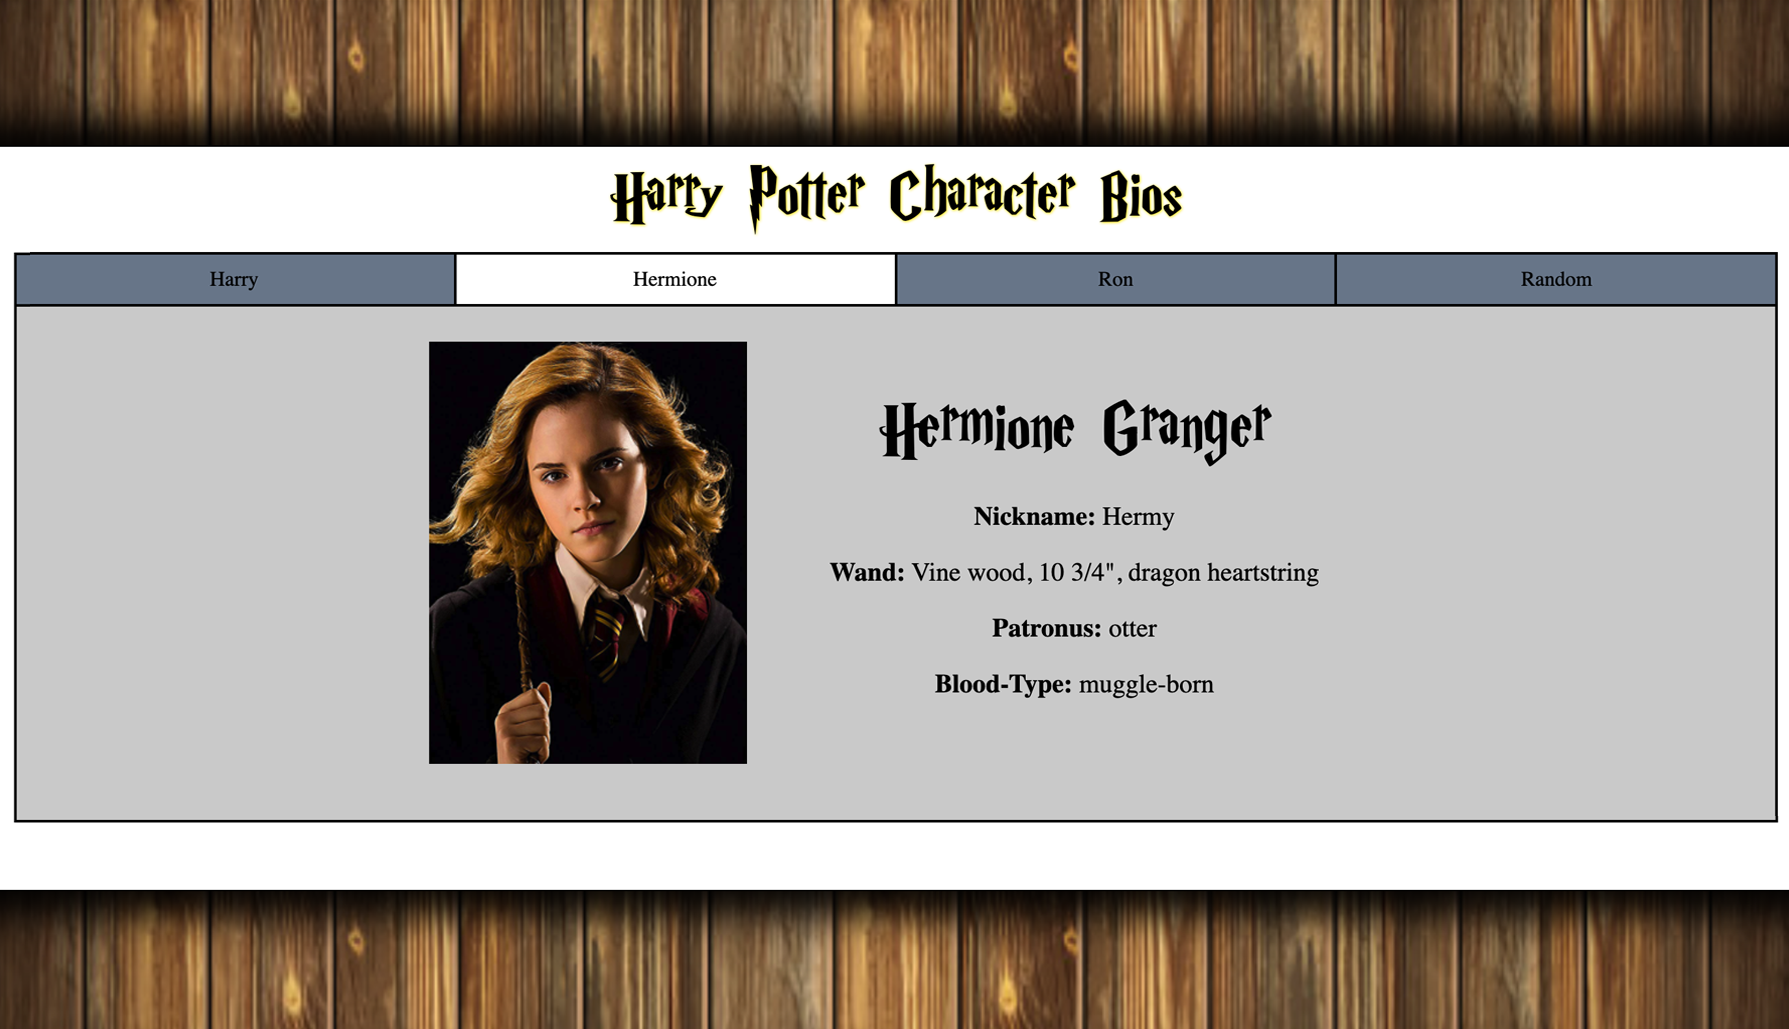 Harry Potter Character Bios
Harry
Hermione
Ron
Random
Hermione Granger
Nickname: Hermy
Wand: Vine wood, 10 3/4", dragon heartstring
Patronus: otter
Blood-Type: muggle-born